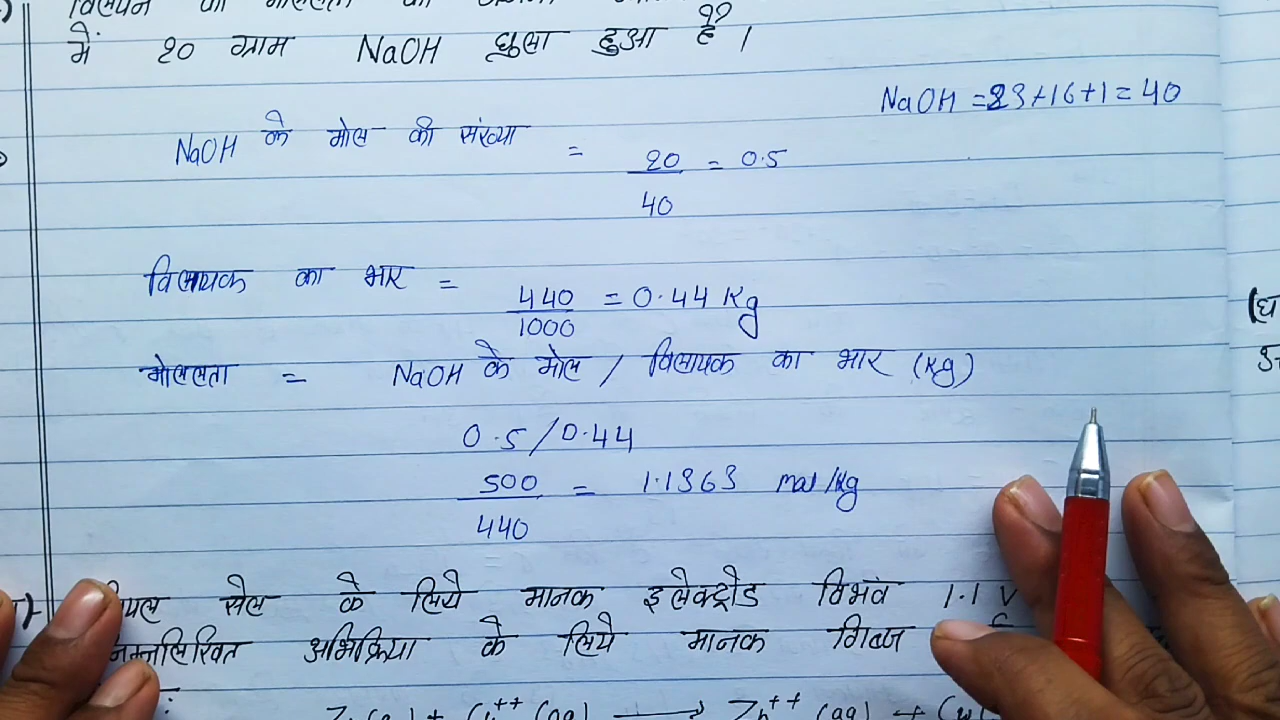 में 20 ग्राम NaOH घुला हुआ है।
NaOH = 23+16+1 = 40
NaOH के मोल की संख्या = 20/40 = 0.5
विलायक का भार = 440/1000 = 0.44 Kg
मोललता = NaOH के मोल / विलायक का भार (Kg)
0.5/0.44
500/440 = 1.1363 mol/Kg
सेल के लिये मानक इलेक्ट्रोड विभव 1.1 V
अभिक्रिया के लिये मानक गिब्ज